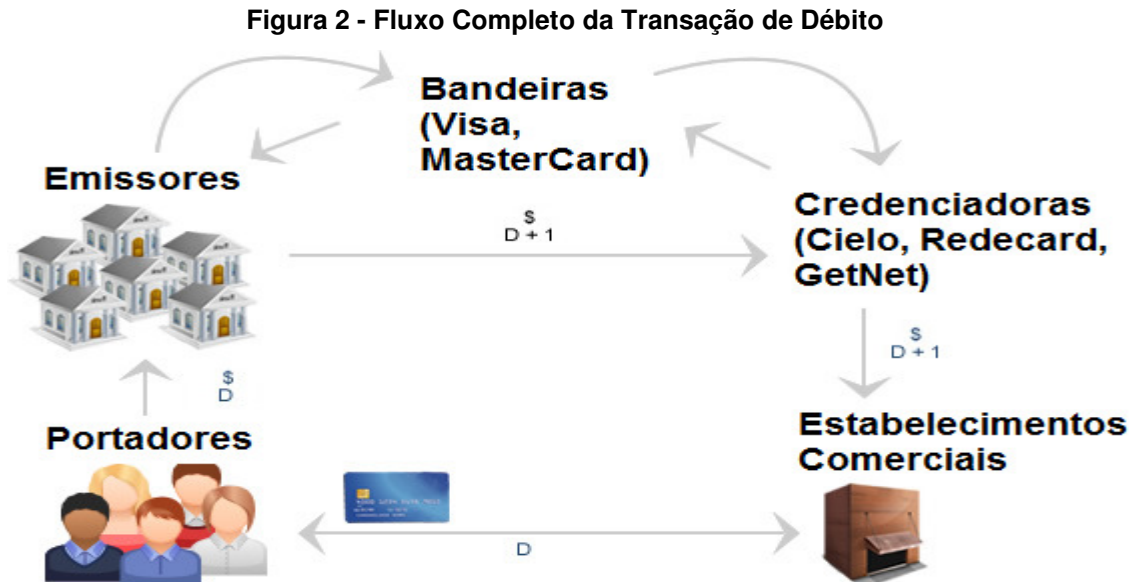 Figura 2 - Fluxo Completo da Transação de Débito
Bandeiras
(Visa,
MasterCard)
Emissores
$
D + 1
Credenciadoras
(Cielo, Redecard,
GetNet)
$
D + 1
$
D
Portadores
Estabelecimentos
Comerciais
D